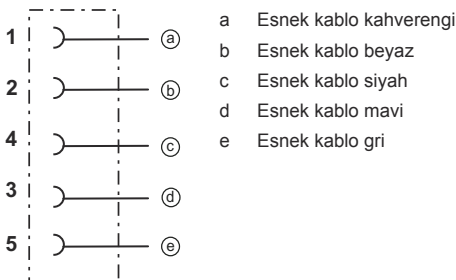 1 ⓐ
2 ⓑ
4 ⓒ
3 ⓓ
5 ⓔ
a Esnek kablo kahverengi
b Esnek kablo beyaz
c Esnek kablo siyah
d Esnek kablo mavi
e Esnek kablo gri